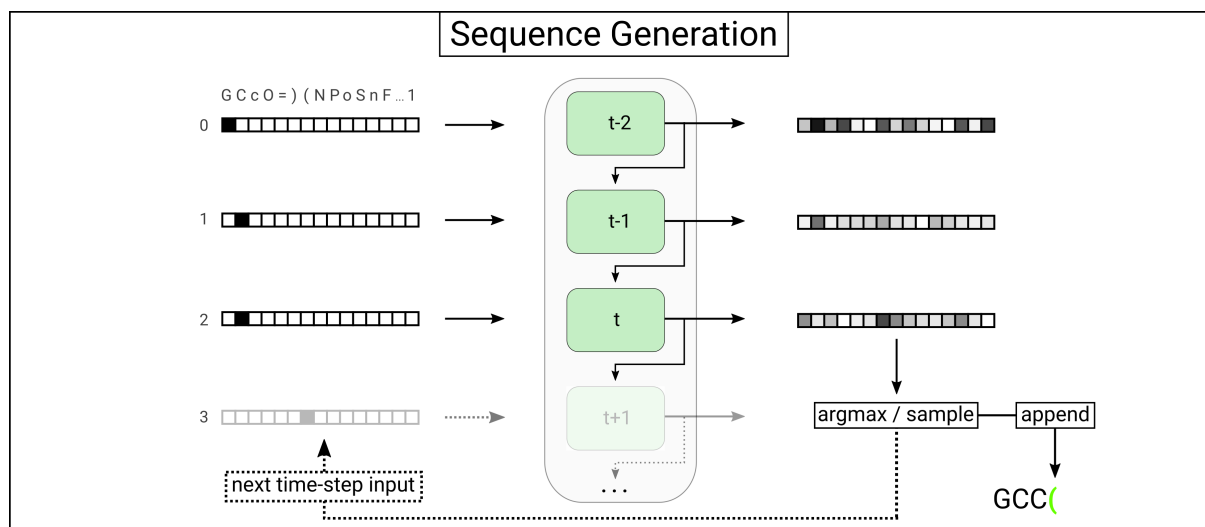 Sequence Generation
G C c O = ) ( N P o S n F ... 1
0
t-2
1
t-1
2
t
3
t+1
argmax / sample
append
next time-step input
...
GCC(